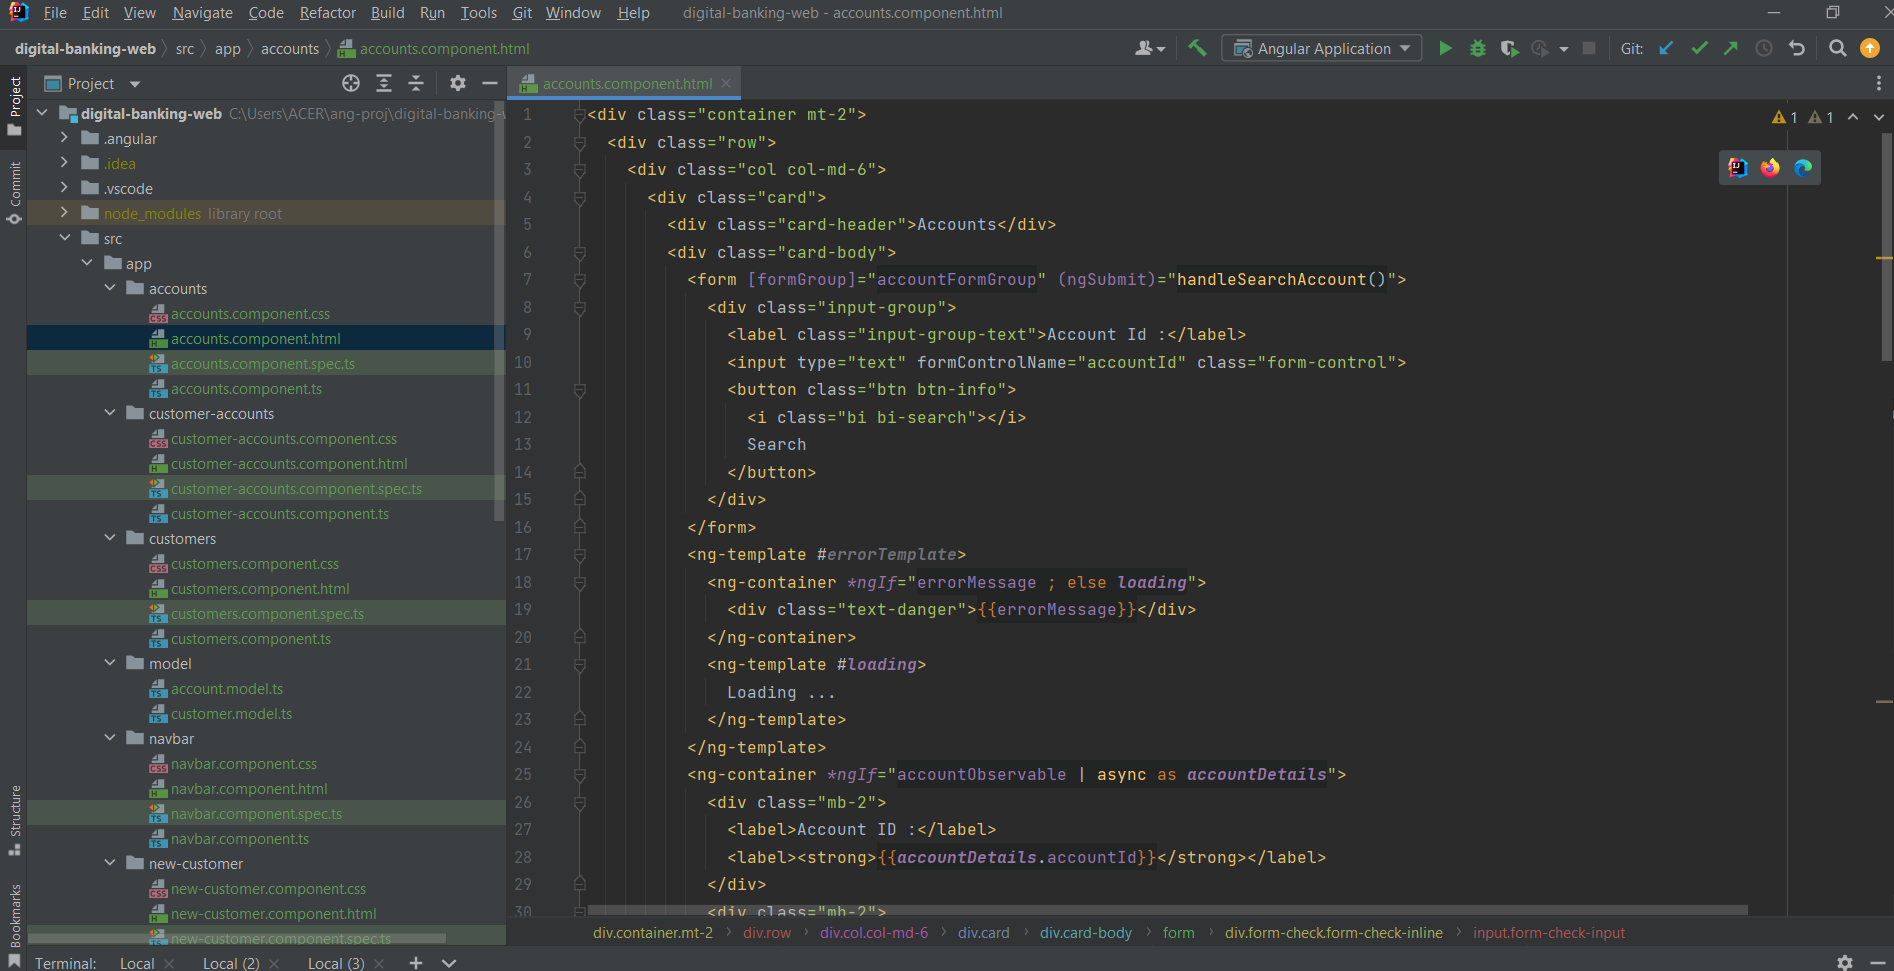 File Edit View Navigate Code Refactor Build Run Tools Git Window Help digital-banking-web - accounts.component.html
digital-banking-web src app accounts accounts.component.html Angular Application Git:
Project accounts.component.html
Project
Commit
Structure
Bookmarks
digital-banking-web C:\Users\ACER\ang-proj\digital-banking-
.angular
.idea
.vscode
node_modules library root
src
app
accounts
accounts.component.css
accounts.component.html
accounts.component.spec.ts
accounts.component.ts
customer-accounts
customer-accounts.component.css
customer-accounts.component.html
customer-accounts.component.spec.ts
customer-accounts.component.ts
customers
customers.component.css
customers.component.html
customers.component.spec.ts
customers.component.ts
model
account.model.ts
customer.model.ts
navbar
navbar.component.css
navbar.component.html
navbar.component.spec.ts
navbar.component.ts
new-customer
new-customer.component.css
new-customer.component.html
new-customer.component.spec.ts
1 <div class="container mt-2">
2 <div class="row">
3 <div class="col col-md-6">
4 <div class="card">
5 <div class="card-header">Accounts</div>
6 <div class="card-body">
7 <form [formGroup]="accountFormGroup" (ngSubmit)="handleSearchAccount()">
8 <div class="input-group">
9 <label class="input-group-text">Account Id :</label>
10 <input type="text" formControlName="accountId" class="form-control">
11 <button class="btn btn-info">
12 <i class="bi bi-search"></i>
13 Search
14 </button>
15 </div>
16 </form>
17 <ng-template #errorTemplate>
18 <ng-container *ngIf="errorMessage ; else loading">
19 <div class="text-danger">{{errorMessage}}</div>
20 </ng-container>
21 <ng-template #loading>
22 Loading ...
23 </ng-template>
24 </ng-template>
25 <ng-container *ngIf="accountObservable | async as accountDetails">
26 <div class="mb-2">
27 <label>Account ID :</label>
28 <label><strong>{{accountDetails.accountId}}</strong></label>
29 </div>
30 <div class="mb-2">
1 1
div.container.mt-2 div.row div.col.col-md-6 div.card div.card-body form div.form-check.form-check-inline input.form-check-input
Terminal: Local Local (2) Local (3)